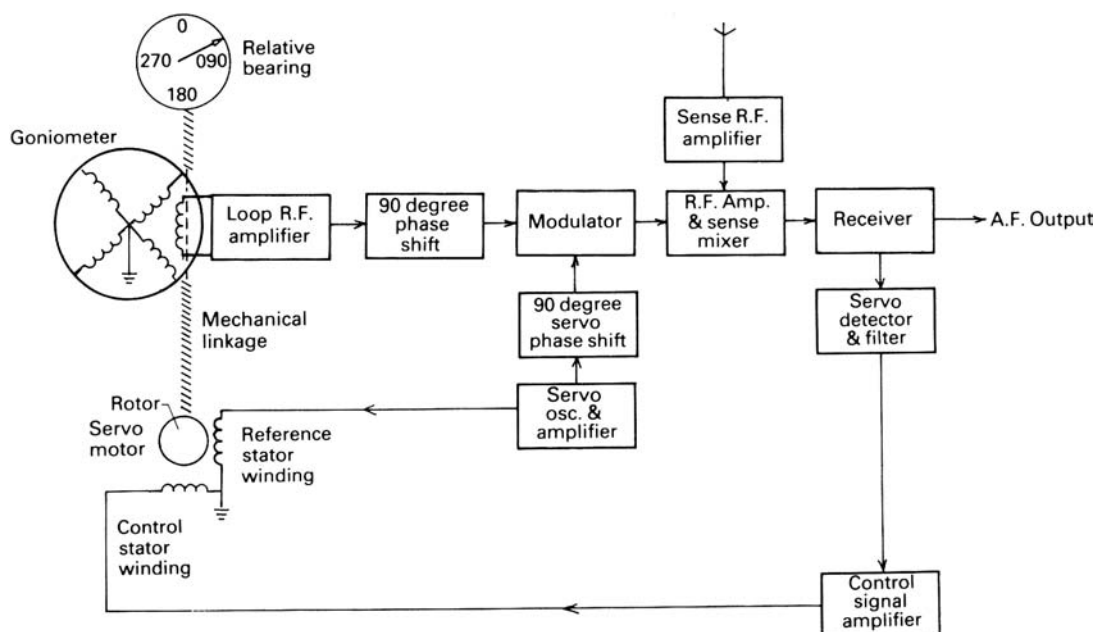 0
270 090
180
Relative
bearing
Goniometer
Loop R.F.
amplifier
90 degree
phase
shift
Modulator
Sense R.F.
amplifier
R.F. Amp.
& sense
mixer
Receiver
A.F. Output
90 degree
servo
phase shift
Servo
detector
& filter
Mechanical
linkage
Servo
osc. &
amplifier
Rotor
Servo
motor
Reference
stator
winding
Control
stator
winding
Control
signal
amplifier